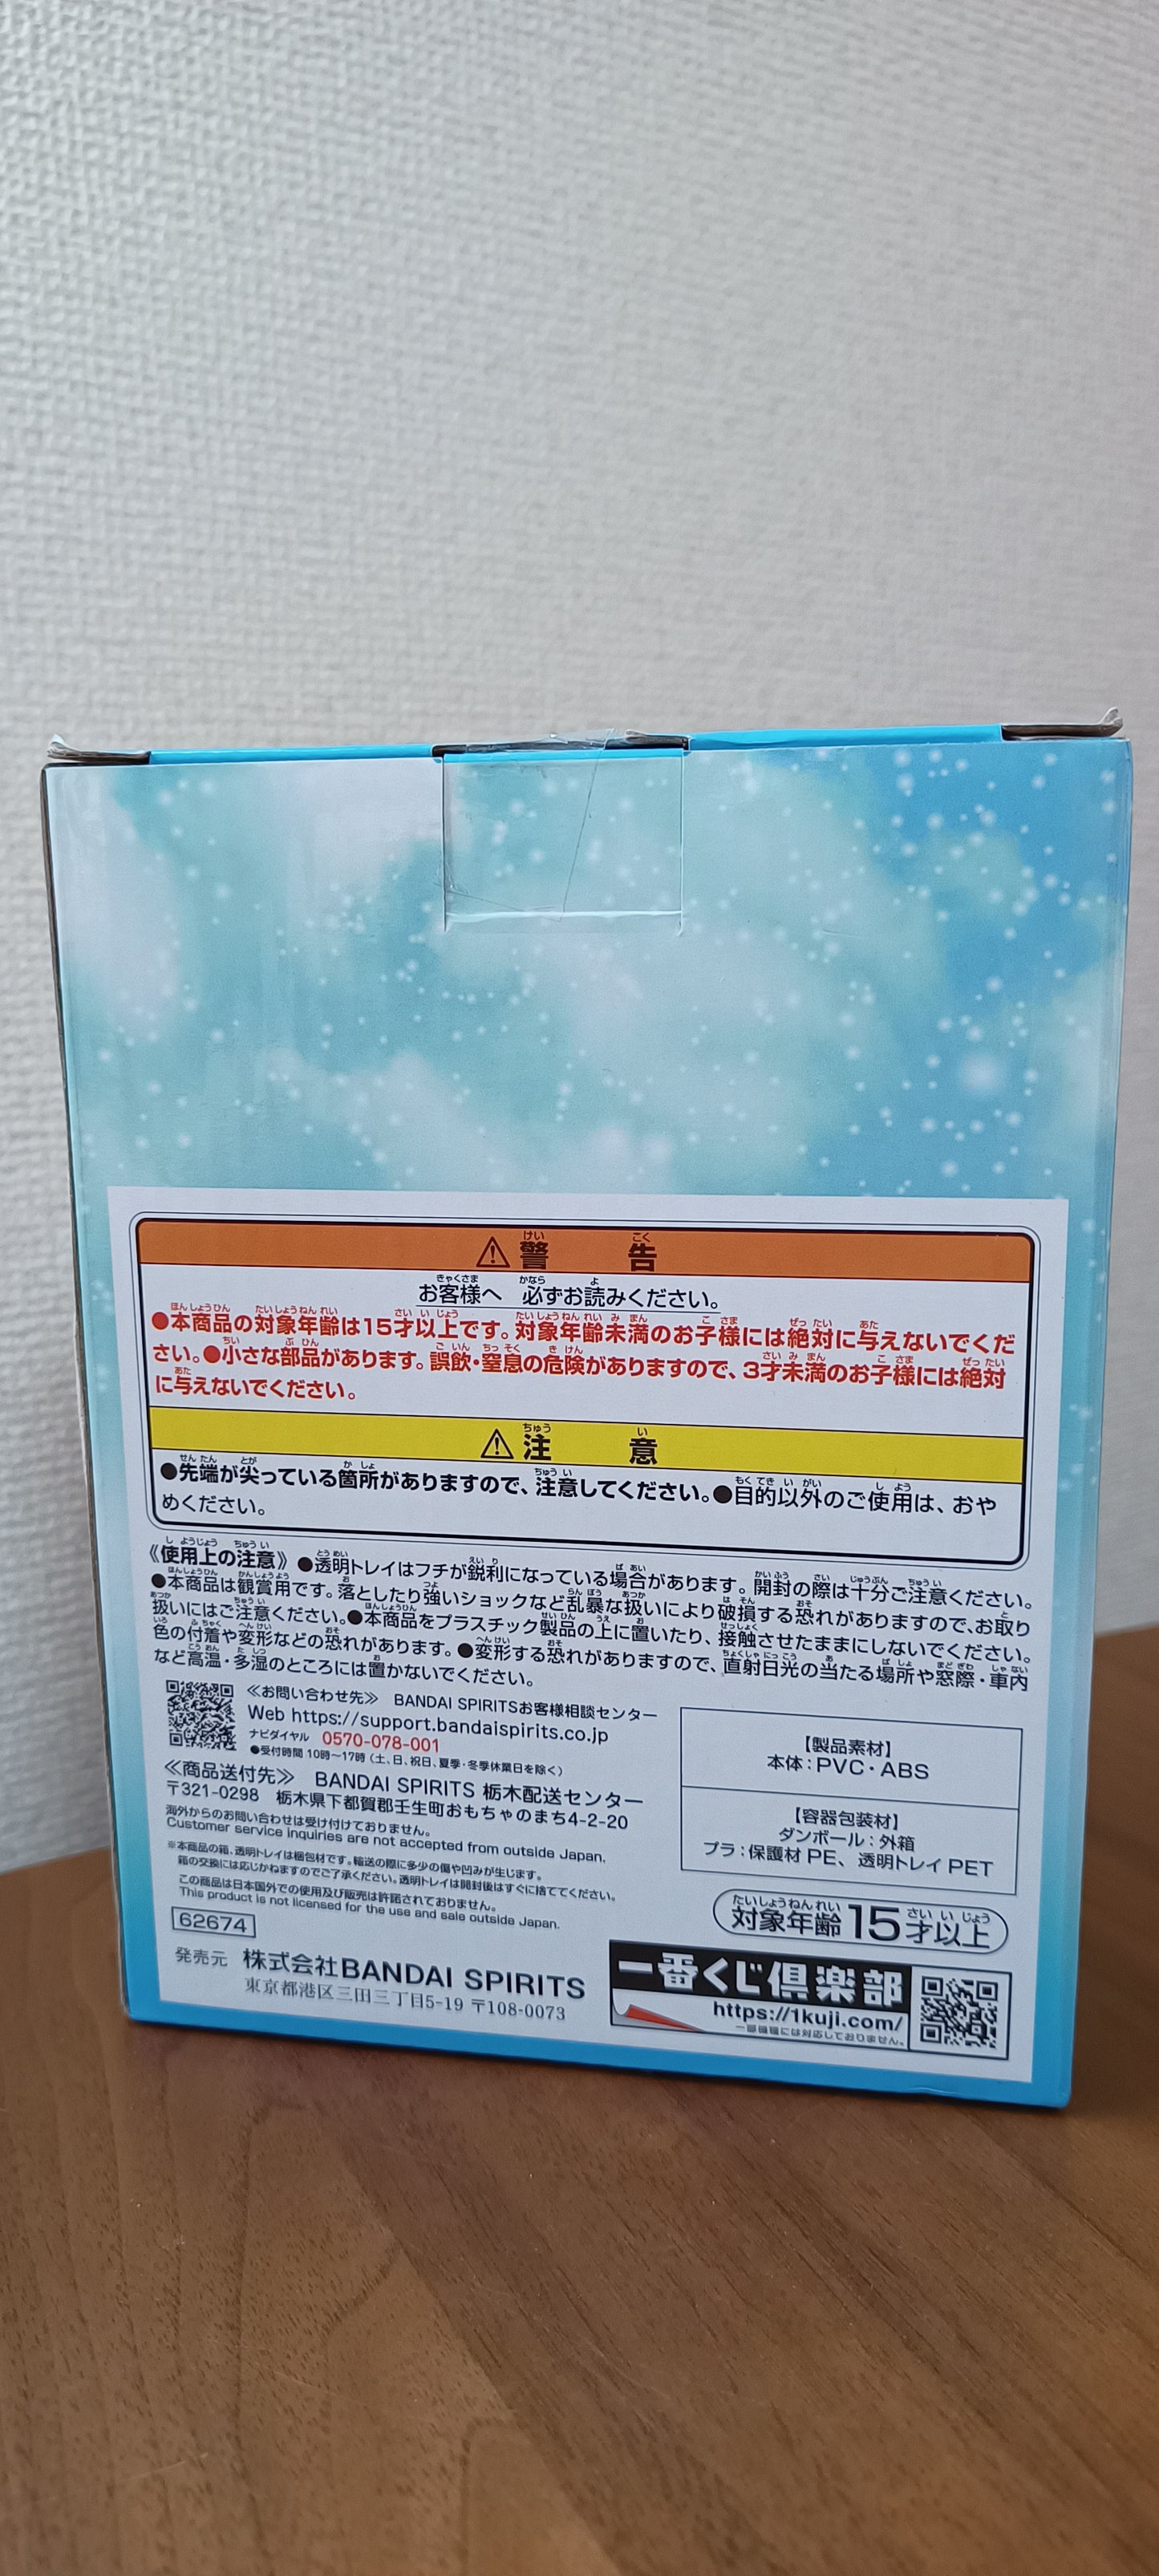 ⚠警告
お客様へ 必ずお読みください。
●本商品の対象年齢は15才以上です。対象年齢未満のお子様には絶対に与えないでくだ
さい。●小さな部品があります。誤飲・窒息の危険がありますので、3才未満のお子様には絶対
に与えないでください。
⚠注意
●先端が尖っている箇所がありますので、注意してください。●目的以外のご使用は、おや
めください。
《使用上の注意》●透明トレイはフチが鋭利になっている場合があります。開封の際は十分ご注意ください。
●本商品は観賞用です。落としたり強いショックなど乱暴な扱いにより破損する恐れがありますので、お取り
扱いにはご注意ください。●本商品をプラスチック製品の上に置いたり、接触させたままにしないでください。
色の付着や変形などの恐れがあります。●変形する恐れがありますので、直射日光の当たる場所や窓際・車内
など高温・多湿のところには置かないでください。
≪お問い合わせ先≫ BANDAI SPIRITSお客様相談センター
Web https://support.bandaispirits.co.jp
ナビダイヤル 0570-078-001
●受付時間 10時～17時（土、日、祝日、夏季・冬季休業日を除く）
≪商品送付先≫ BANDAI SPIRITS 栃木配送センター
〒321-0298 栃木県下都賀郡壬生町おもちゃのまち4-2-20
海外からのお問い合わせは受け付けておりません。
Customer service inquiries are not accepted from outside Japan.
※本商品の箱、透明トレイは梱包材です。輸送の際に多少の傷や凹みが生じます。
箱の交換には応じかねますのでご了承ください。透明トレイは開封後はすぐに捨ててください。
この商品は日本国外での使用及び販売は許諾されておりません。
This product is not licensed for the use and sale outside Japan.
62674
発売元 株式会社BANDAI SPIRITS
東京都港区三田三丁目5-19 〒108-0073
【製品素材】
本体：PVC・ABS
【容器包装材】
ダンボール：外箱
プラ：保護材 PE、透明トレイ PET
対象年齢15才以上
一番くじ倶楽部
https://1kuji.com/
一部機種には対応しておりません。